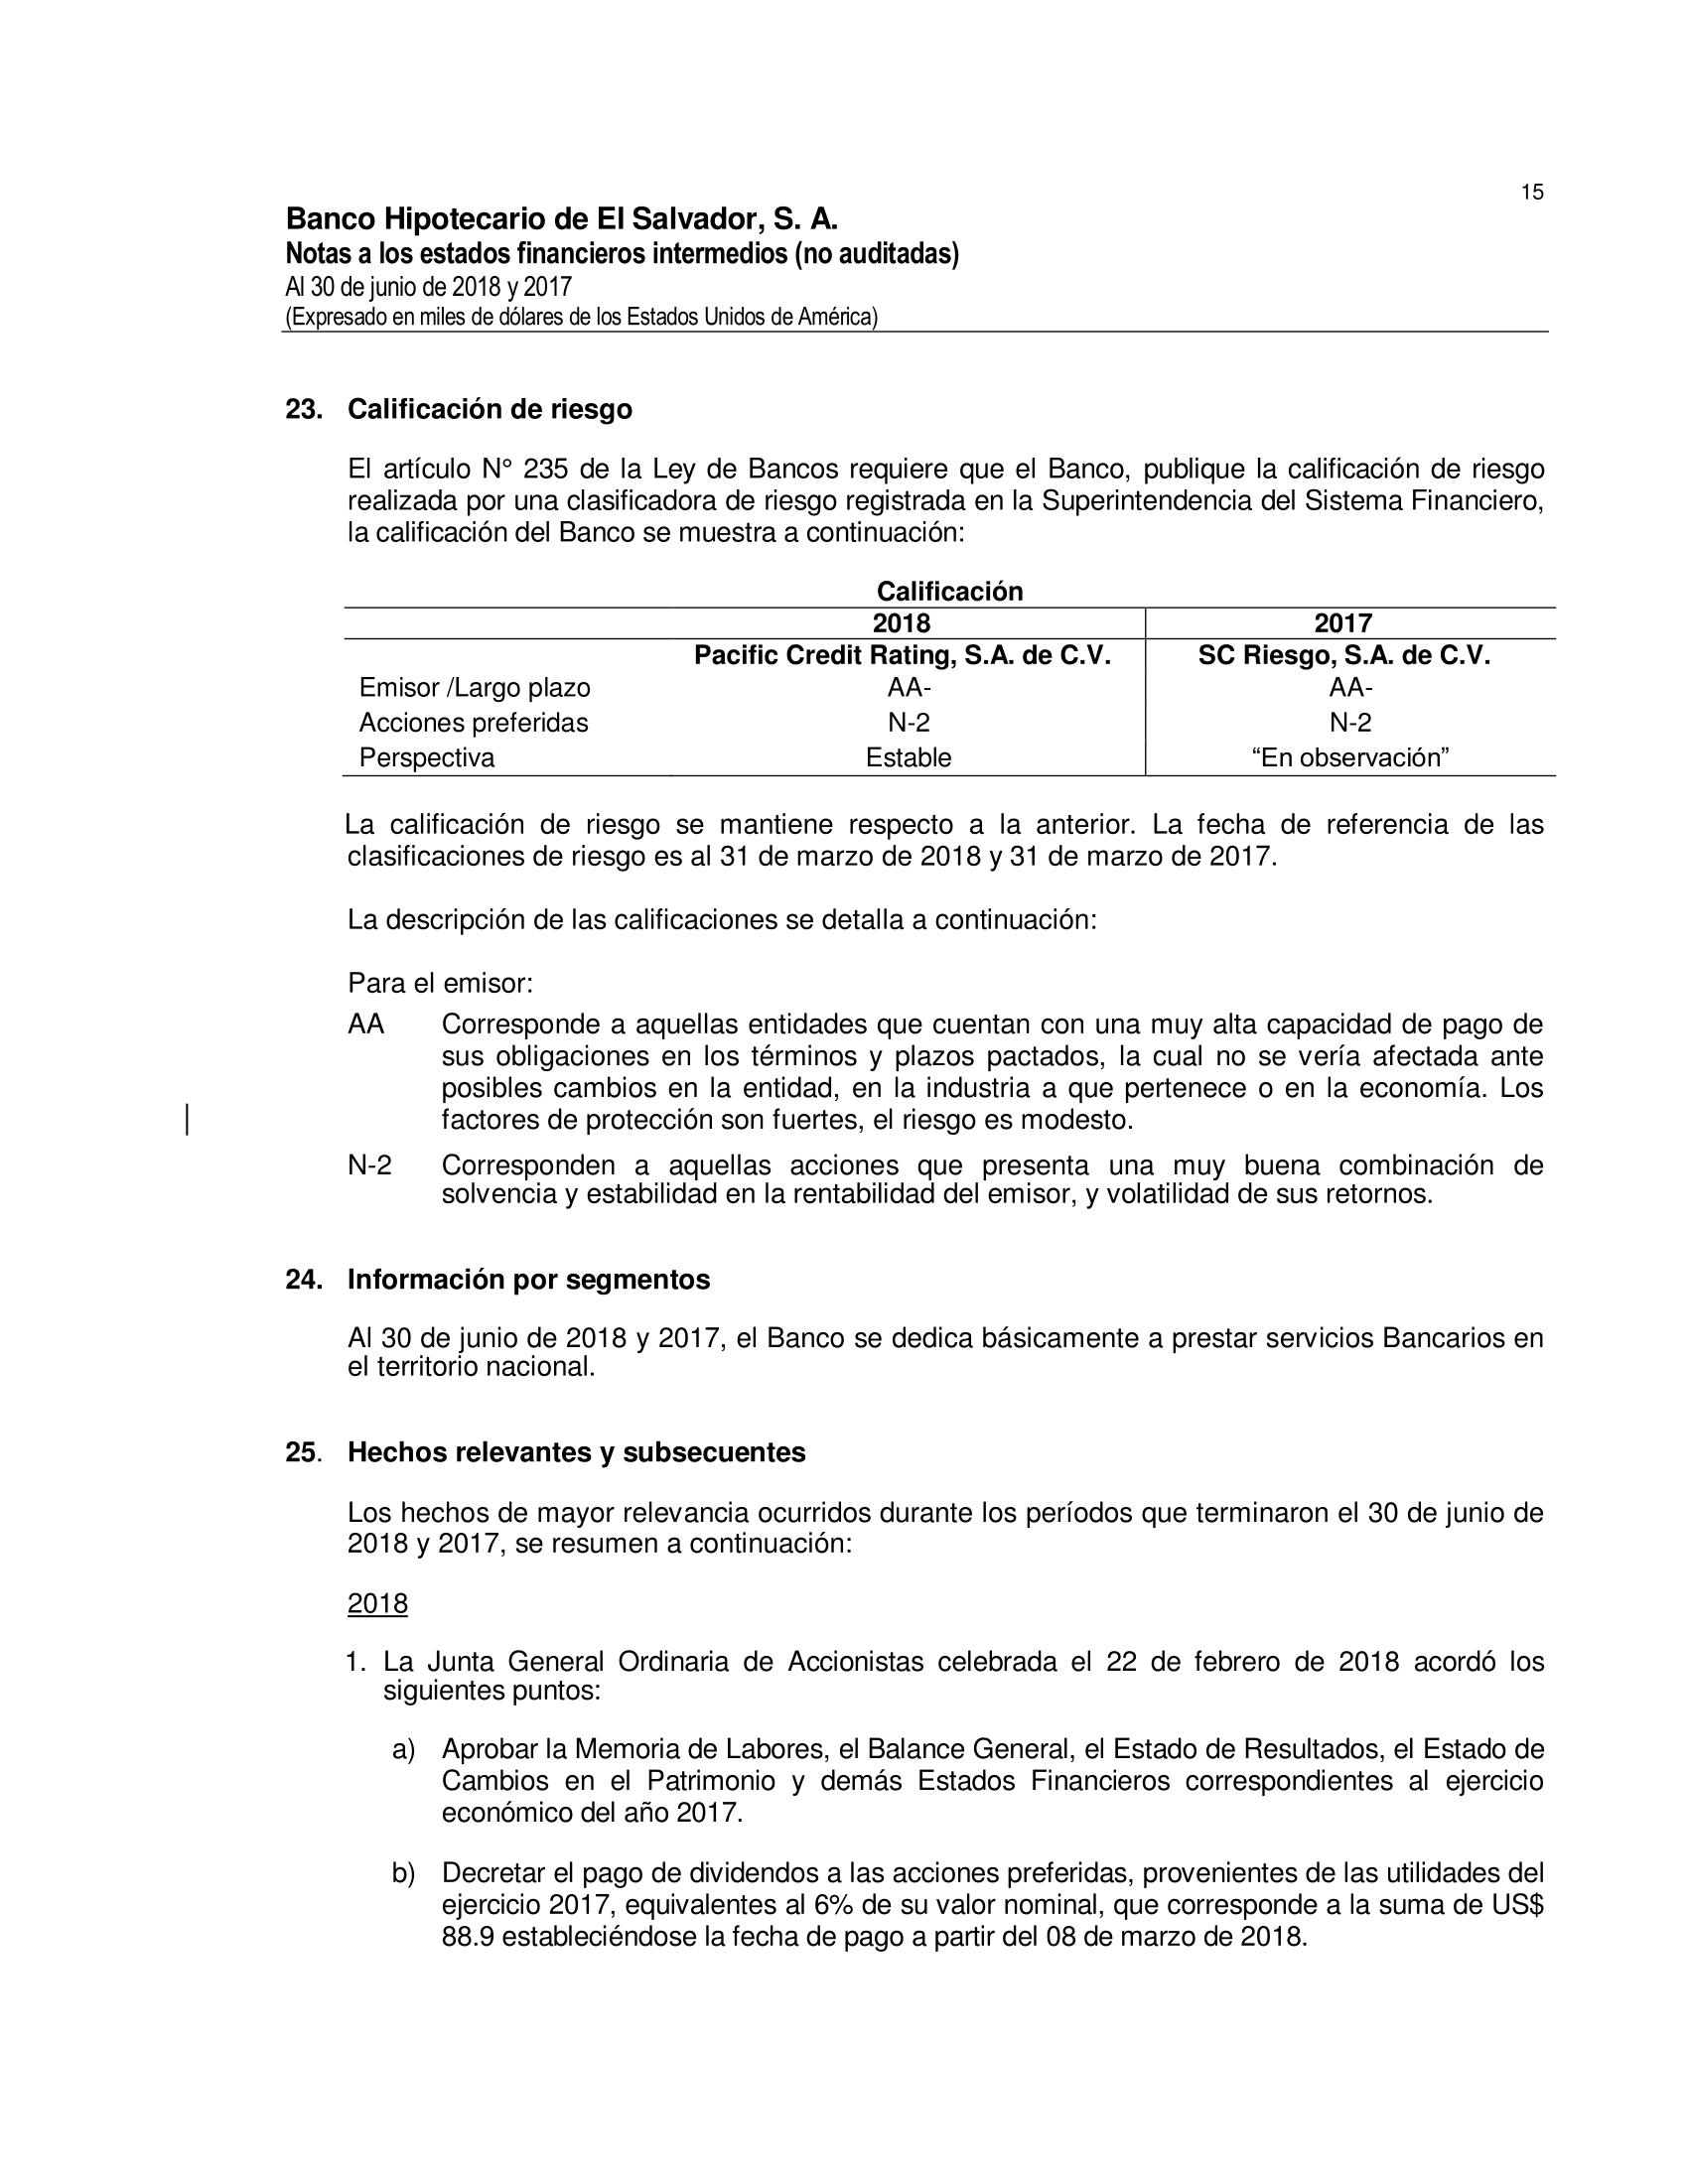 15
Banco Hipotecario de El Salvador, S. A.
Notas a los estados financieros intermedios (no auditadas)
Al 30 de junio de 2018 y 2017
(Expresado en miles de dólares de los Estados Unidos de América)
23. Calificación de riesgo
El artículo N° 235 de la Ley de Bancos requiere que el Banco, publique la calificación de riesgo
realizada por una clasificadora de riesgo registrada en la Superintendencia del Sistema Financiero,
la calificación del Banco se muestra a continuación:
Calificación
2018 2017
Pacific Credit Rating, S.A. de C.V. SC Riesgo, S.A. de C.V.
Emisor /Largo plazo AA- AA-
Acciones preferidas N-2 N-2
Perspectiva Estable “En observación”
La calificación de riesgo se mantiene respecto a la anterior. La fecha de referencia de las
clasificaciones de riesgo es al 31 de marzo de 2018 y 31 de marzo de 2017.
La descripción de las calificaciones se detalla a continuación:
Para el emisor:
AA Corresponde a aquellas entidades que cuentan con una muy alta capacidad de pago de
sus obligaciones en los términos y plazos pactados, la cual no se vería afectada ante
posibles cambios en la entidad, en la industria a que pertenece o en la economía. Los
factores de protección son fuertes, el riesgo es modesto.
N-2 Corresponden a aquellas acciones que presenta una muy buena combinación de
solvencia y estabilidad en la rentabilidad del emisor, y volatilidad de sus retornos.
24. Información por segmentos
Al 30 de junio de 2018 y 2017, el Banco se dedica básicamente a prestar servicios Bancarios en
el territorio nacional.
25. Hechos relevantes y subsecuentes
Los hechos de mayor relevancia ocurridos durante los períodos que terminaron el 30 de junio de
2018 y 2017, se resumen a continuación:
2018
1. La Junta General Ordinaria de Accionistas celebrada el 22 de febrero de 2018 acordó los
siguientes puntos:
a) Aprobar la Memoria de Labores, el Balance General, el Estado de Resultados, el Estado de
Cambios en el Patrimonio y demás Estados Financieros correspondientes al ejercicio
económico del año 2017.
b) Decretar el pago de dividendos a las acciones preferidas, provenientes de las utilidades del
ejercicio 2017, equivalentes al 6% de su valor nominal, que corresponde a la suma de US$
88.9 estableciéndose la fecha de pago a partir del 08 de marzo de 2018.